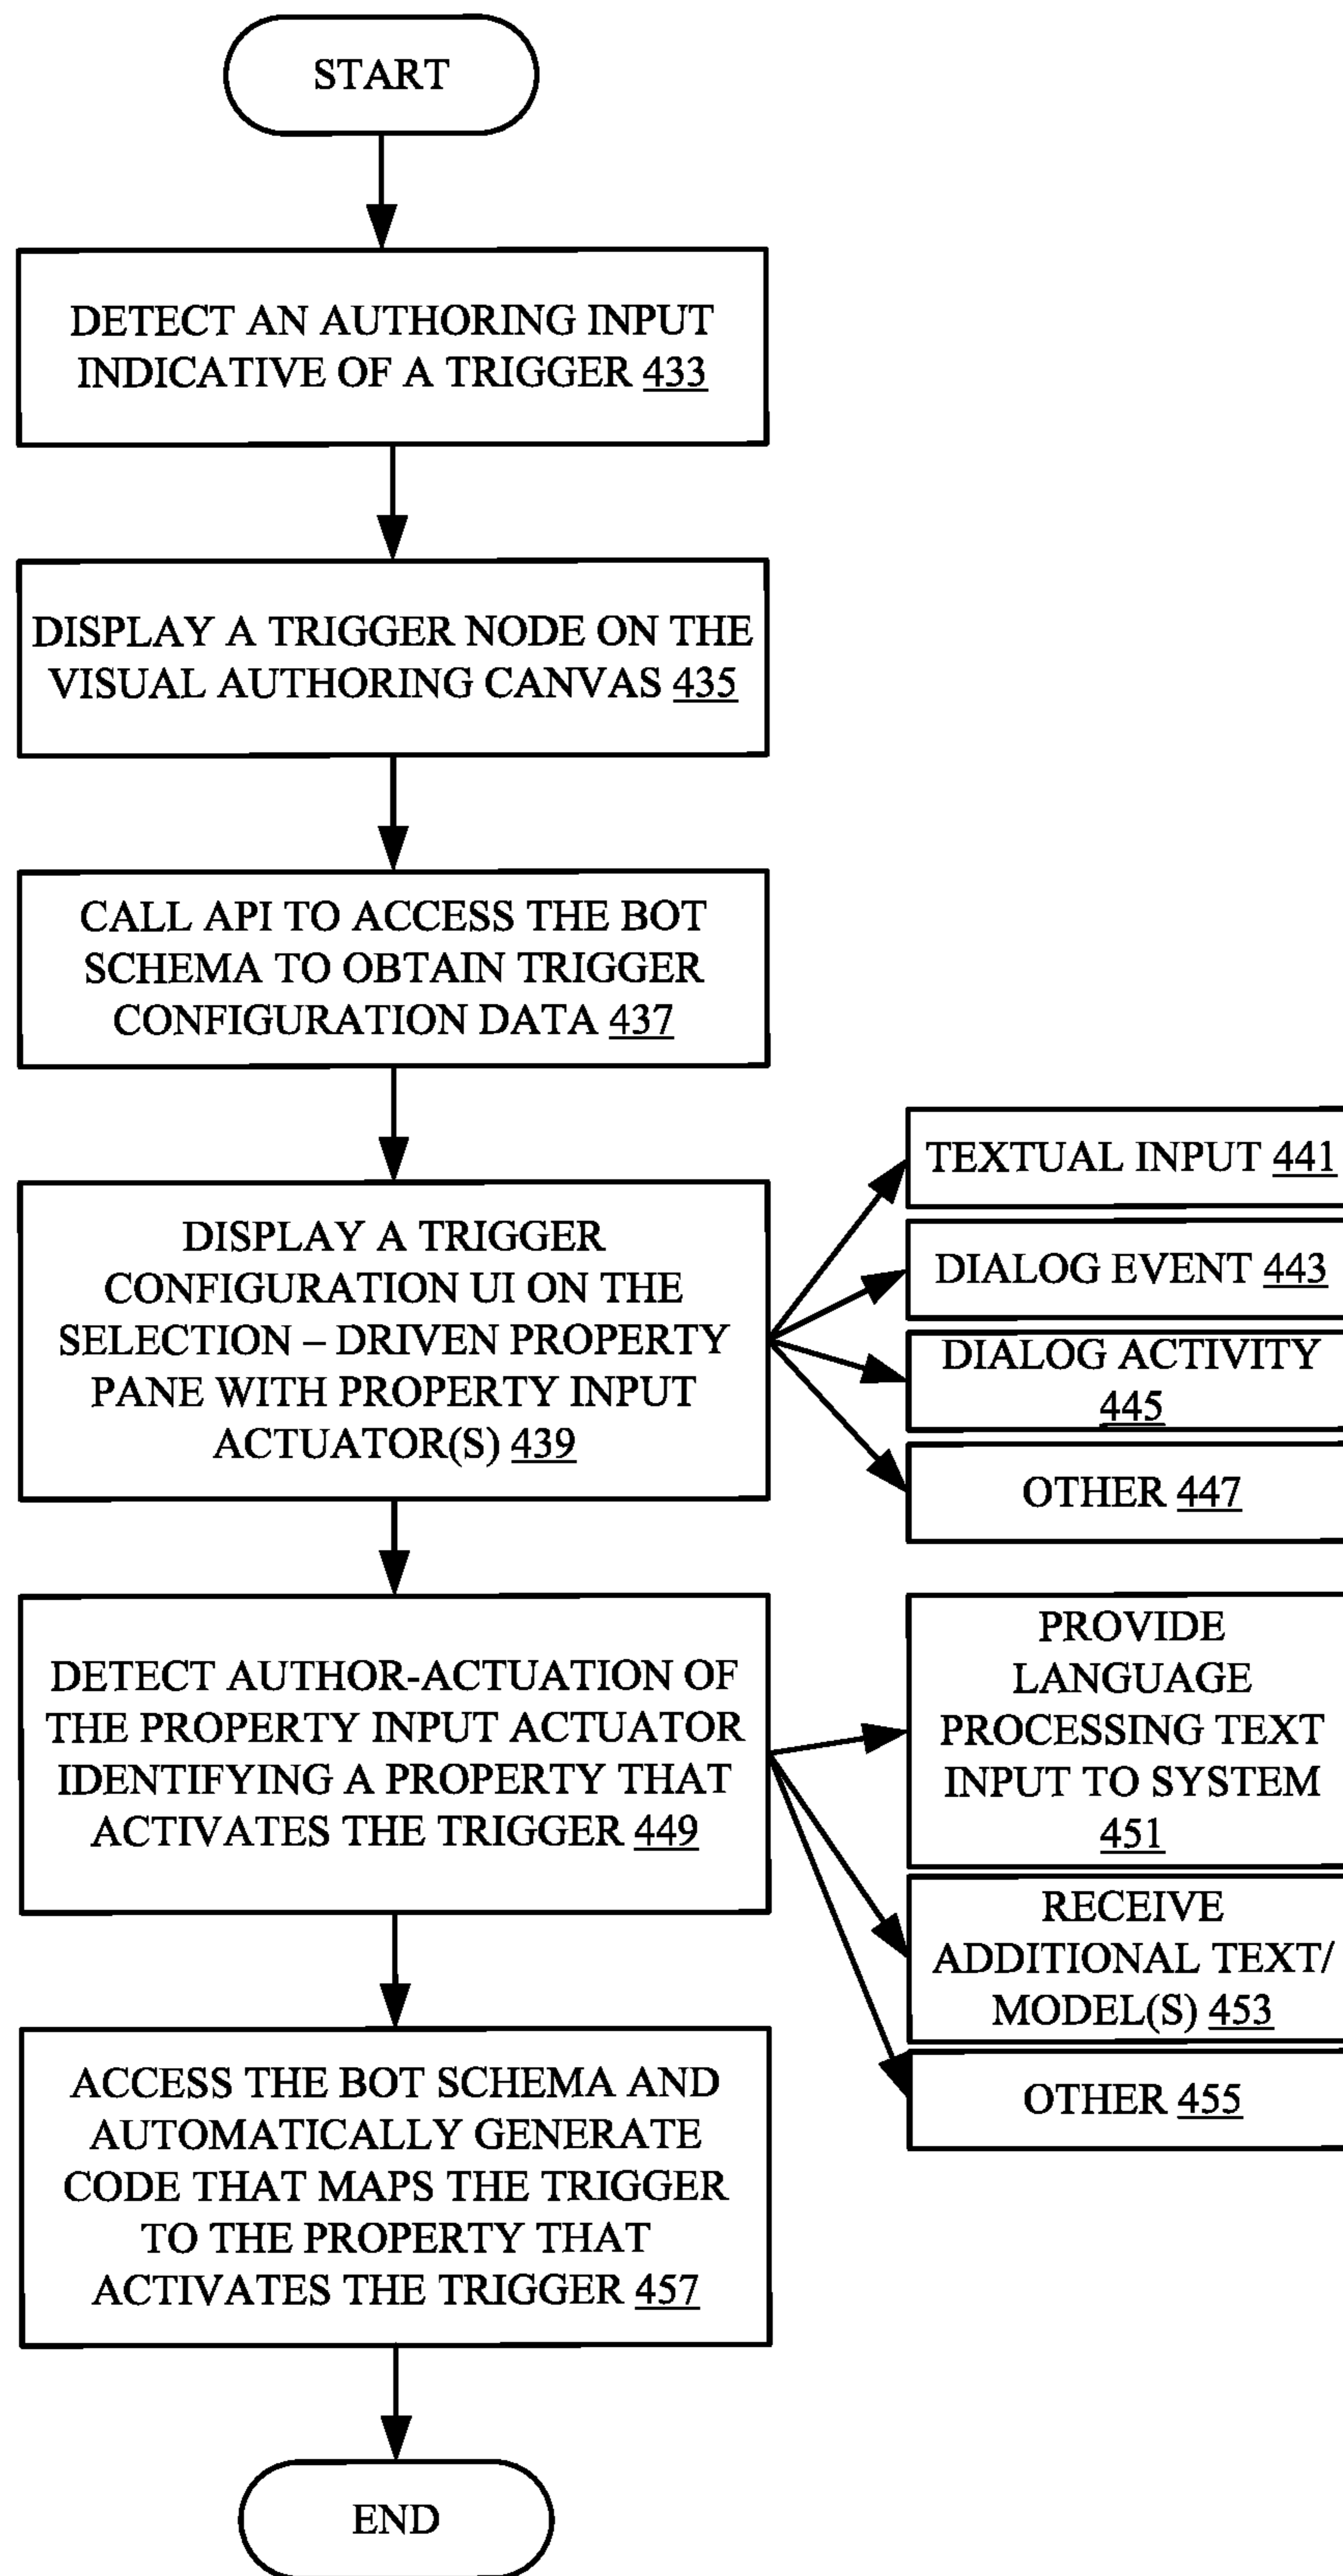 START
DETECT AN AUTHORING INPUT
INDICATIVE OF A TRIGGER 433
DISPLAY A TRIGGER NODE ON THE
VISUAL AUTHORING CANVAS 435
CALL API TO ACCESS THE BOT
SCHEMA TO OBTAIN TRIGGER
CONFIGURATION DATA 437
DISPLAY A TRIGGER
CONFIGURATION UI ON THE
SELECTION – DRIVEN PROPERTY
PANE WITH PROPERTY INPUT
ACTUATOR(S) 439
TEXTUAL INPUT 441
DIALOG EVENT 443
DIALOG ACTIVITY
445
OTHER 447
DETECT AUTHOR-ACTUATION OF
THE PROPERTY INPUT ACTUATOR
IDENTIFYING A PROPERTY THAT
ACTIVATES THE TRIGGER 449
PROVIDE
LANGUAGE
PROCESSING TEXT
INPUT TO SYSTEM
451
RECEIVE
ADDITIONAL TEXT/
MODEL(S) 453
OTHER 455
ACCESS THE BOT SCHEMA AND
AUTOMATICALLY GENERATE
CODE THAT MAPS THE TRIGGER
TO THE PROPERTY THAT
ACTIVATES THE TRIGGER 457
END